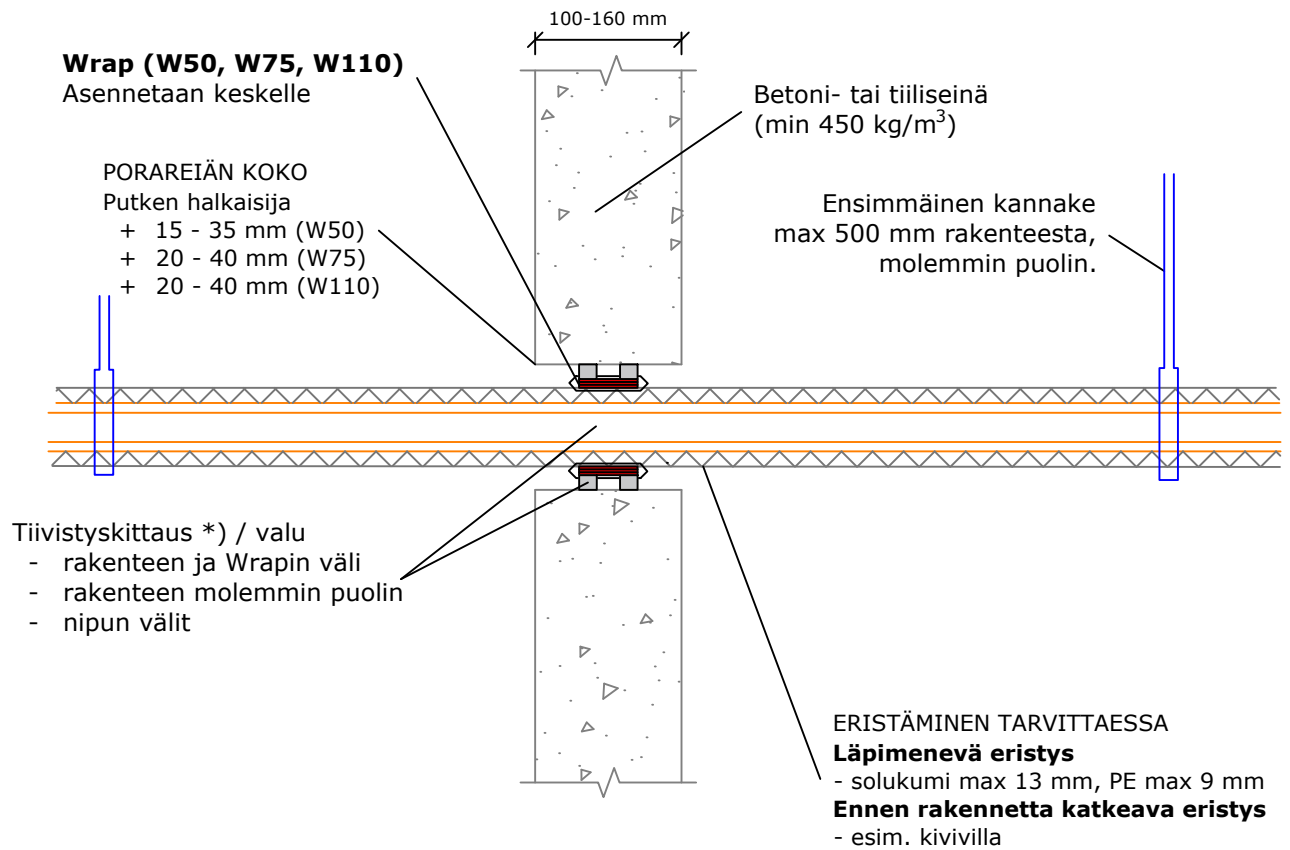 100-160 mm
Wrap (W50, W75, W110)
Asennetaan keskelle
Betoni- tai tiiliseinä
(min 450 kg/m³)
PORAREIÄN KOKO
Putken halkaisija
+ 15 - 35 mm (W50)
+ 20 - 40 mm (W75)
+ 20 - 40 mm (W110)
Ensimmäinen kannake
max 500 mm rakenteesta,
molemmin puolin.
Tiivistyskittaus *) / valu
- rakenteen ja Wrapin väli
- rakenteen molemmin puolin
- nipun välit
ERISTÄMINEN TARVITTAESSA
Läpimenevä eristys
- solukumi max 13 mm, PE max 9 mm
Ennen rakennetta katkeava eristys
- esim. kivivilla